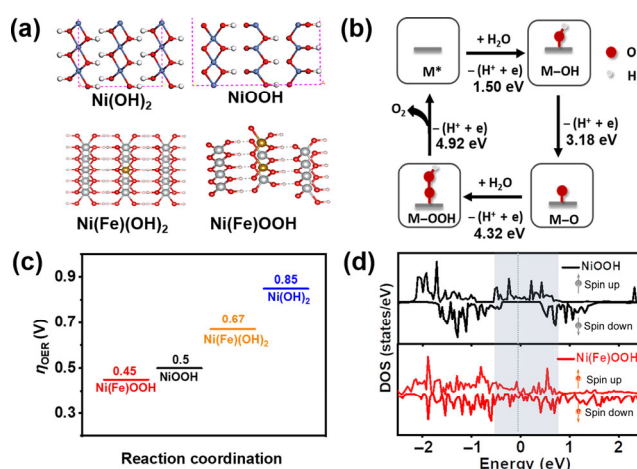 (a)
Ni(OH)2
NiOOH
Ni(Fe)(OH)2
Ni(Fe)OOH
(b)
M*
+ H2O
− (H+ + e)
1.50 eV
M–OH
O
H
O2
− (H+ + e)
4.92 eV
− (H+ + e)
3.18 eV
M–OOH
+ H2O
− (H+ + e)
4.32 eV
M–O
(c)
ηOER (V)
0.9
0.7
0.5
0.3
0.45
Ni(Fe)OOH
0.5
NiOOH
0.67
Ni(Fe)(OH)2
0.85
Ni(OH)2
Reaction coordination
(d)
DOS (states/eV)
NiOOH
Spin up
Spin down
Ni(Fe)OOH
Spin up
Spin down
−2
−1
0
1
2
Energy (eV)